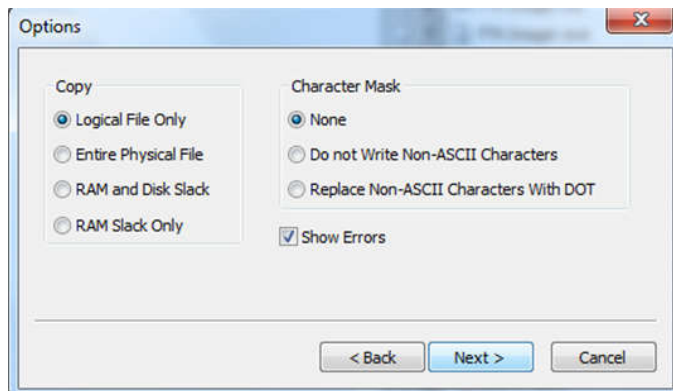 Options
Copy
Logical File Only
Entire Physical File
RAM and Disk Slack
RAM Slack Only
Character Mask
None
Do not Write Non-ASCII Characters
Replace Non-ASCII Characters With DOT
Show Errors
< Back
Next >
Cancel